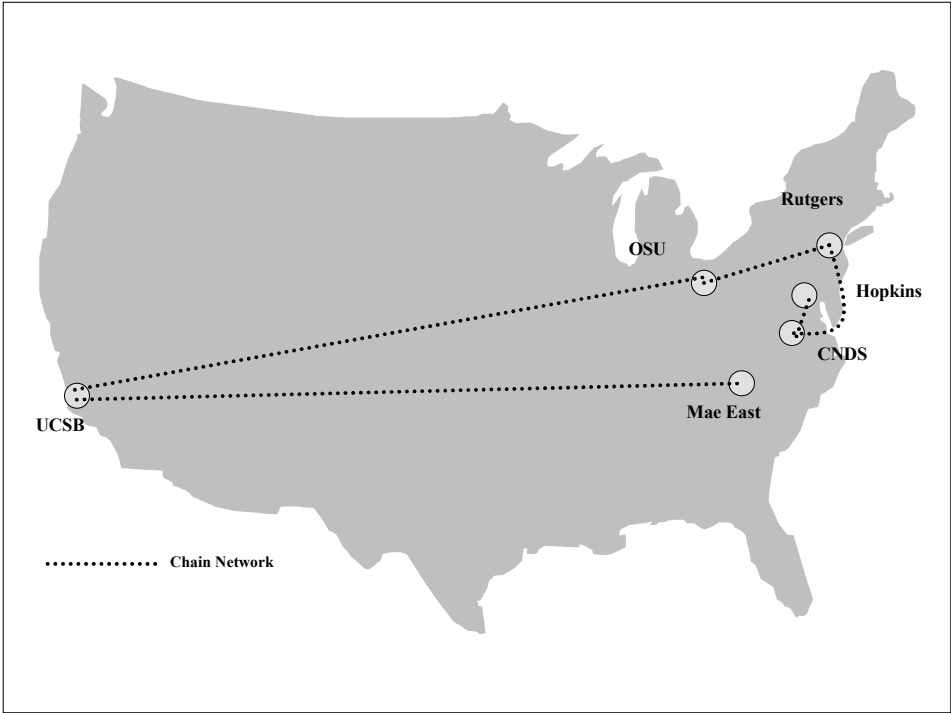 Rutgers
OSU
Hopkins
CNDS
Mae East
UCSB
Chain Network